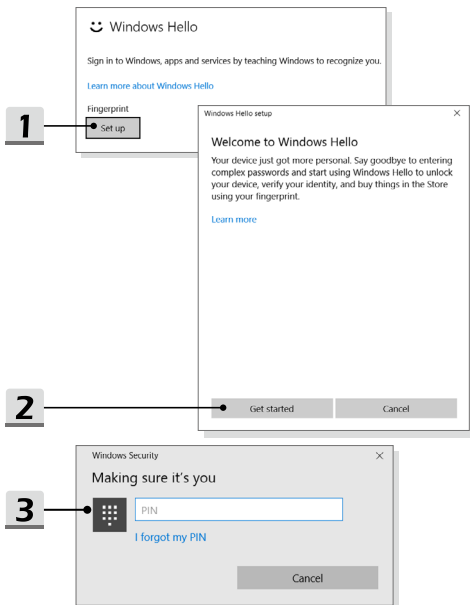 Windows Hello
Sign in to Windows, apps and services by teaching Windows to recognize you.
Learn more about Windows Hello
Fingerprint
1
Set up
Windows Hello setup
Welcome to Windows Hello
Your device just got more personal. Say goodbye to entering
complex passwords and start using Windows Hello to unlock
your device, verify your identity, and buy things in the Store
using your fingerprint.
Learn more
2
Get started
Cancel
Windows Security
Making sure it's you
3
PIN
I forgot my PIN
Cancel